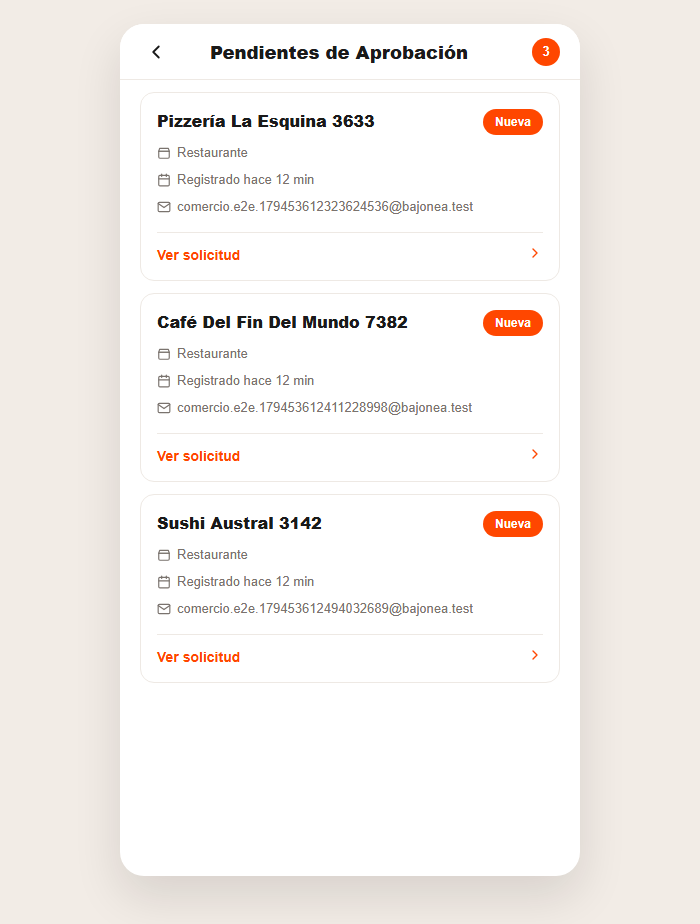 Pendientes de Aprobación
3
Pizzería La Esquina 3633
Nueva
Restaurante
Registrado hace 12 min
comercio.e2e.179453612323624536@bajonea.test
Ver solicitud
Café Del Fin Del Mundo 7382
Nueva
Restaurante
Registrado hace 12 min
comercio.e2e.179453612411228998@bajonea.test
Ver solicitud
Sushi Austral 3142
Nueva
Restaurante
Registrado hace 12 min
comercio.e2e.179453612494032689@bajonea.test
Ver solicitud